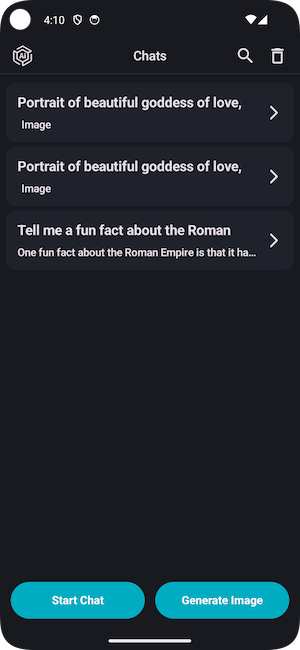 4:10
AI
Chats
Portrait of beautiful goddess of love,
Image
Portrait of beautiful goddess of love,
Image
Tell me a fun fact about the Roman
One fun fact about the Roman Empire is that it ha...
Start Chat
Generate Image